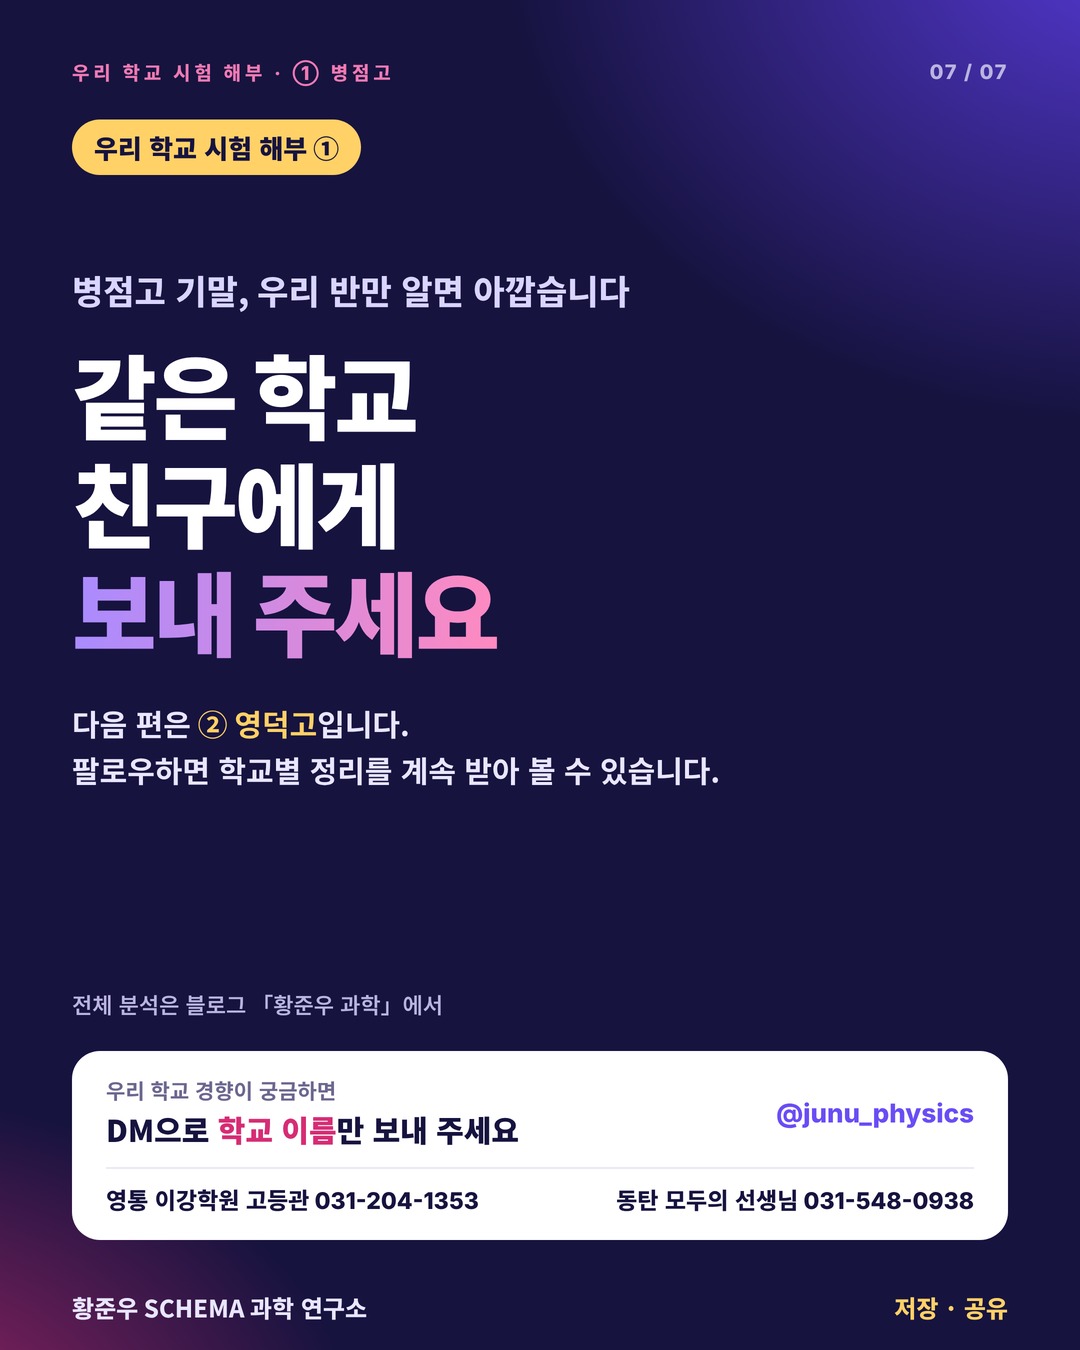 우리 학교 시험 해부 · ① 병점고
07 / 07
우리 학교 시험 해부 ①
병점고 기말, 우리 반만 알면 아깝습니다
같은 학교
친구에게
보내 주세요
다음 편은 ② 영덕고입니다.
팔로우하면 학교별 정리를 계속 받아 볼 수 있습니다.
전체 분석은 블로그 「황준우 과학」에서
우리 학교 경향이 궁금하면
DM으로 학교 이름만 보내 주세요
@junu_physics
영통 이강학원 고등관 031-204-1353
동탄 모두의 선생님 031-548-0938
황준우 SCHEMA 과학 연구소
저장 · 공유